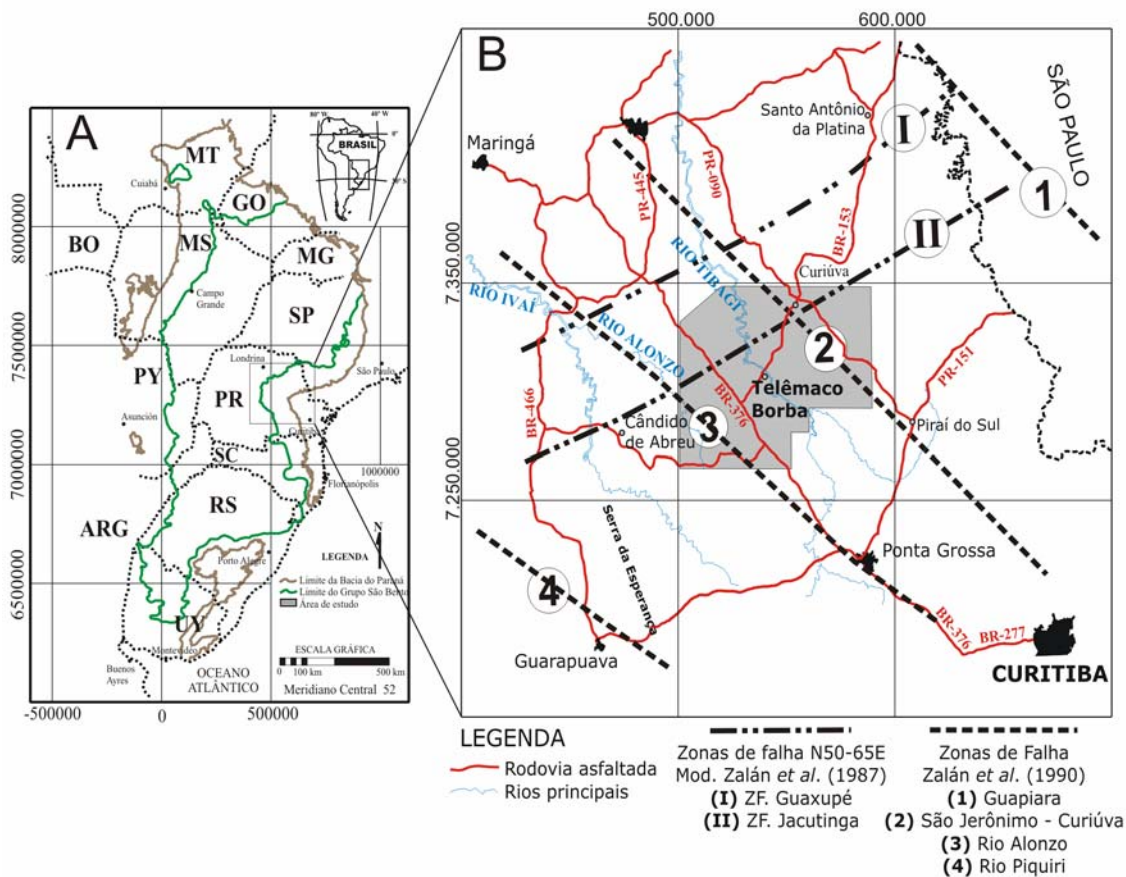 A
80° W
40° W
0°
BRASIL
MT
Cuiabá
GO
BO
MS
MG
Campo
Grande
SP
Londrina
São Paulo
PY
PR
Asunción
SC
1000000
Florianópolis
RS
ARG
N
LEGENDA
Porto Alegre
Limite da Bacia do Paraná
Limite do Grupo São Bento
Área de estudo
UY
Montevideo
Buenos
Ayres
OCEANO
ATLÂNTICO
ESCALA GRÁFICA
0 100 km 500 km
Meridiano Central 52
8000000
7500000
7000000
6500000
-500000
0
500000
500.000
600.000
B
SÃO PAULO
Santo Antônio
da Platina
I
Maringá
PR-445
PR-090
BR-153
1
II
7.350.000
RIO TIBAGI
Curiúva
RIO IVAÍ
RIO ALONZO
2
PR-151
Telêmaco
Borba
BR-466
BR-376
Cândido
de Abreu
3
Piraí do Sul
7.250.000
Serra da Esperança
Ponta Grossa
4
BR-376
BR-277
Guarapuava
CURITIBA
LEGENDA
Rodovia asfaltada
Rios principais
Zonas de falha N50-65E
Mod. Zalán et al. (1987)
(I) ZF. Guaxupé
(II) ZF. Jacutinga
Zonas de Falha
Zalán et al. (1990)
(1) Guapiara
(2) São Jerônimo - Curiúva
(3) Rio Alonzo
(4) Rio Piquiri